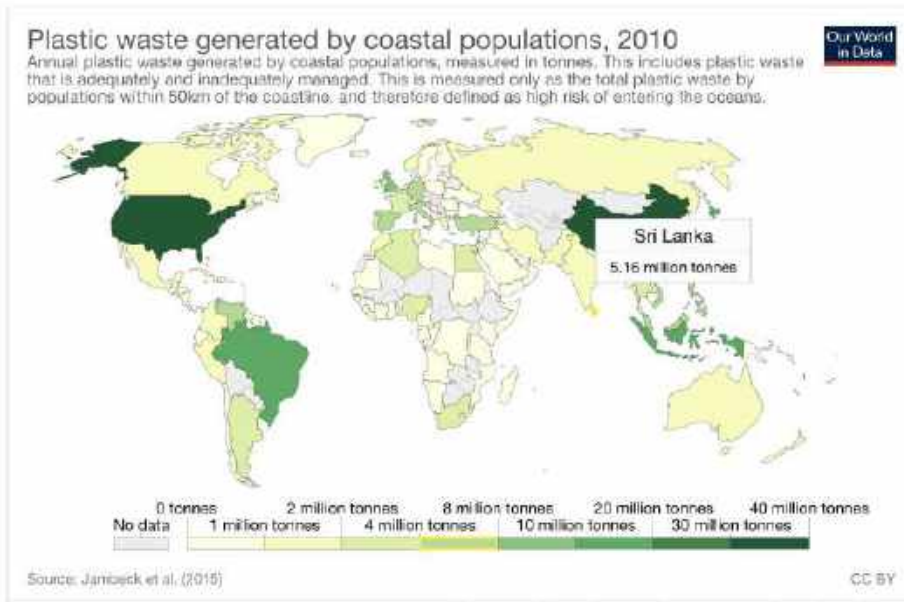 Plastic waste generated by coastal populations, 2010
Our World
in Data
Annual plastic waste generated by coastal populations, measured in tonnes. This includes plastic waste
that is adequately and inadequately managed. This is measured only as the total plastic waste by
populations within 50km of the coastline, and therefore defined as high risk of entering the oceans.
Sri Lanka
5.16 million tonnes
0 tonnes 2 million tonnes 8 million tonnes 20 million tonnes 40 million tonnes
No data 1 million tonnes 4 million tonnes 10 million tonnes 30 million tonnes
Source: Jambeck et al. (2015)
CC BY